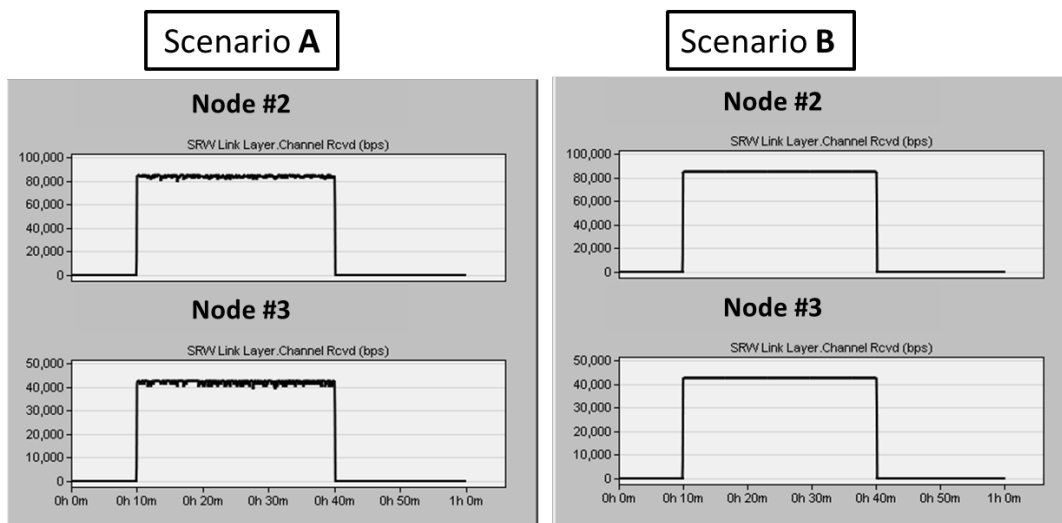 Scenario A
Node #2
SRW Link Layer.Channel Rcvd (bps)
100,000
80,000
60,000
40,000
20,000
0
Node #3
SRW Link Layer.Channel Rcvd (bps)
50,000
40,000
30,000
20,000
10,000
0
0h 0m 0h 10m 0h 20m 0h 30m 0h 40m 0h 50m 1h 0m
Scenario B
Node #2
SRW Link Layer.Channel Rcvd (bps)
100,000
80,000
60,000
40,000
20,000
0
Node #3
SRW Link Layer.Channel Rcvd (bps)
50,000
40,000
30,000
20,000
10,000
0
0h 0m 0h 10m 0h 20m 0h 30m 0h 40m 0h 50m 1h 0m